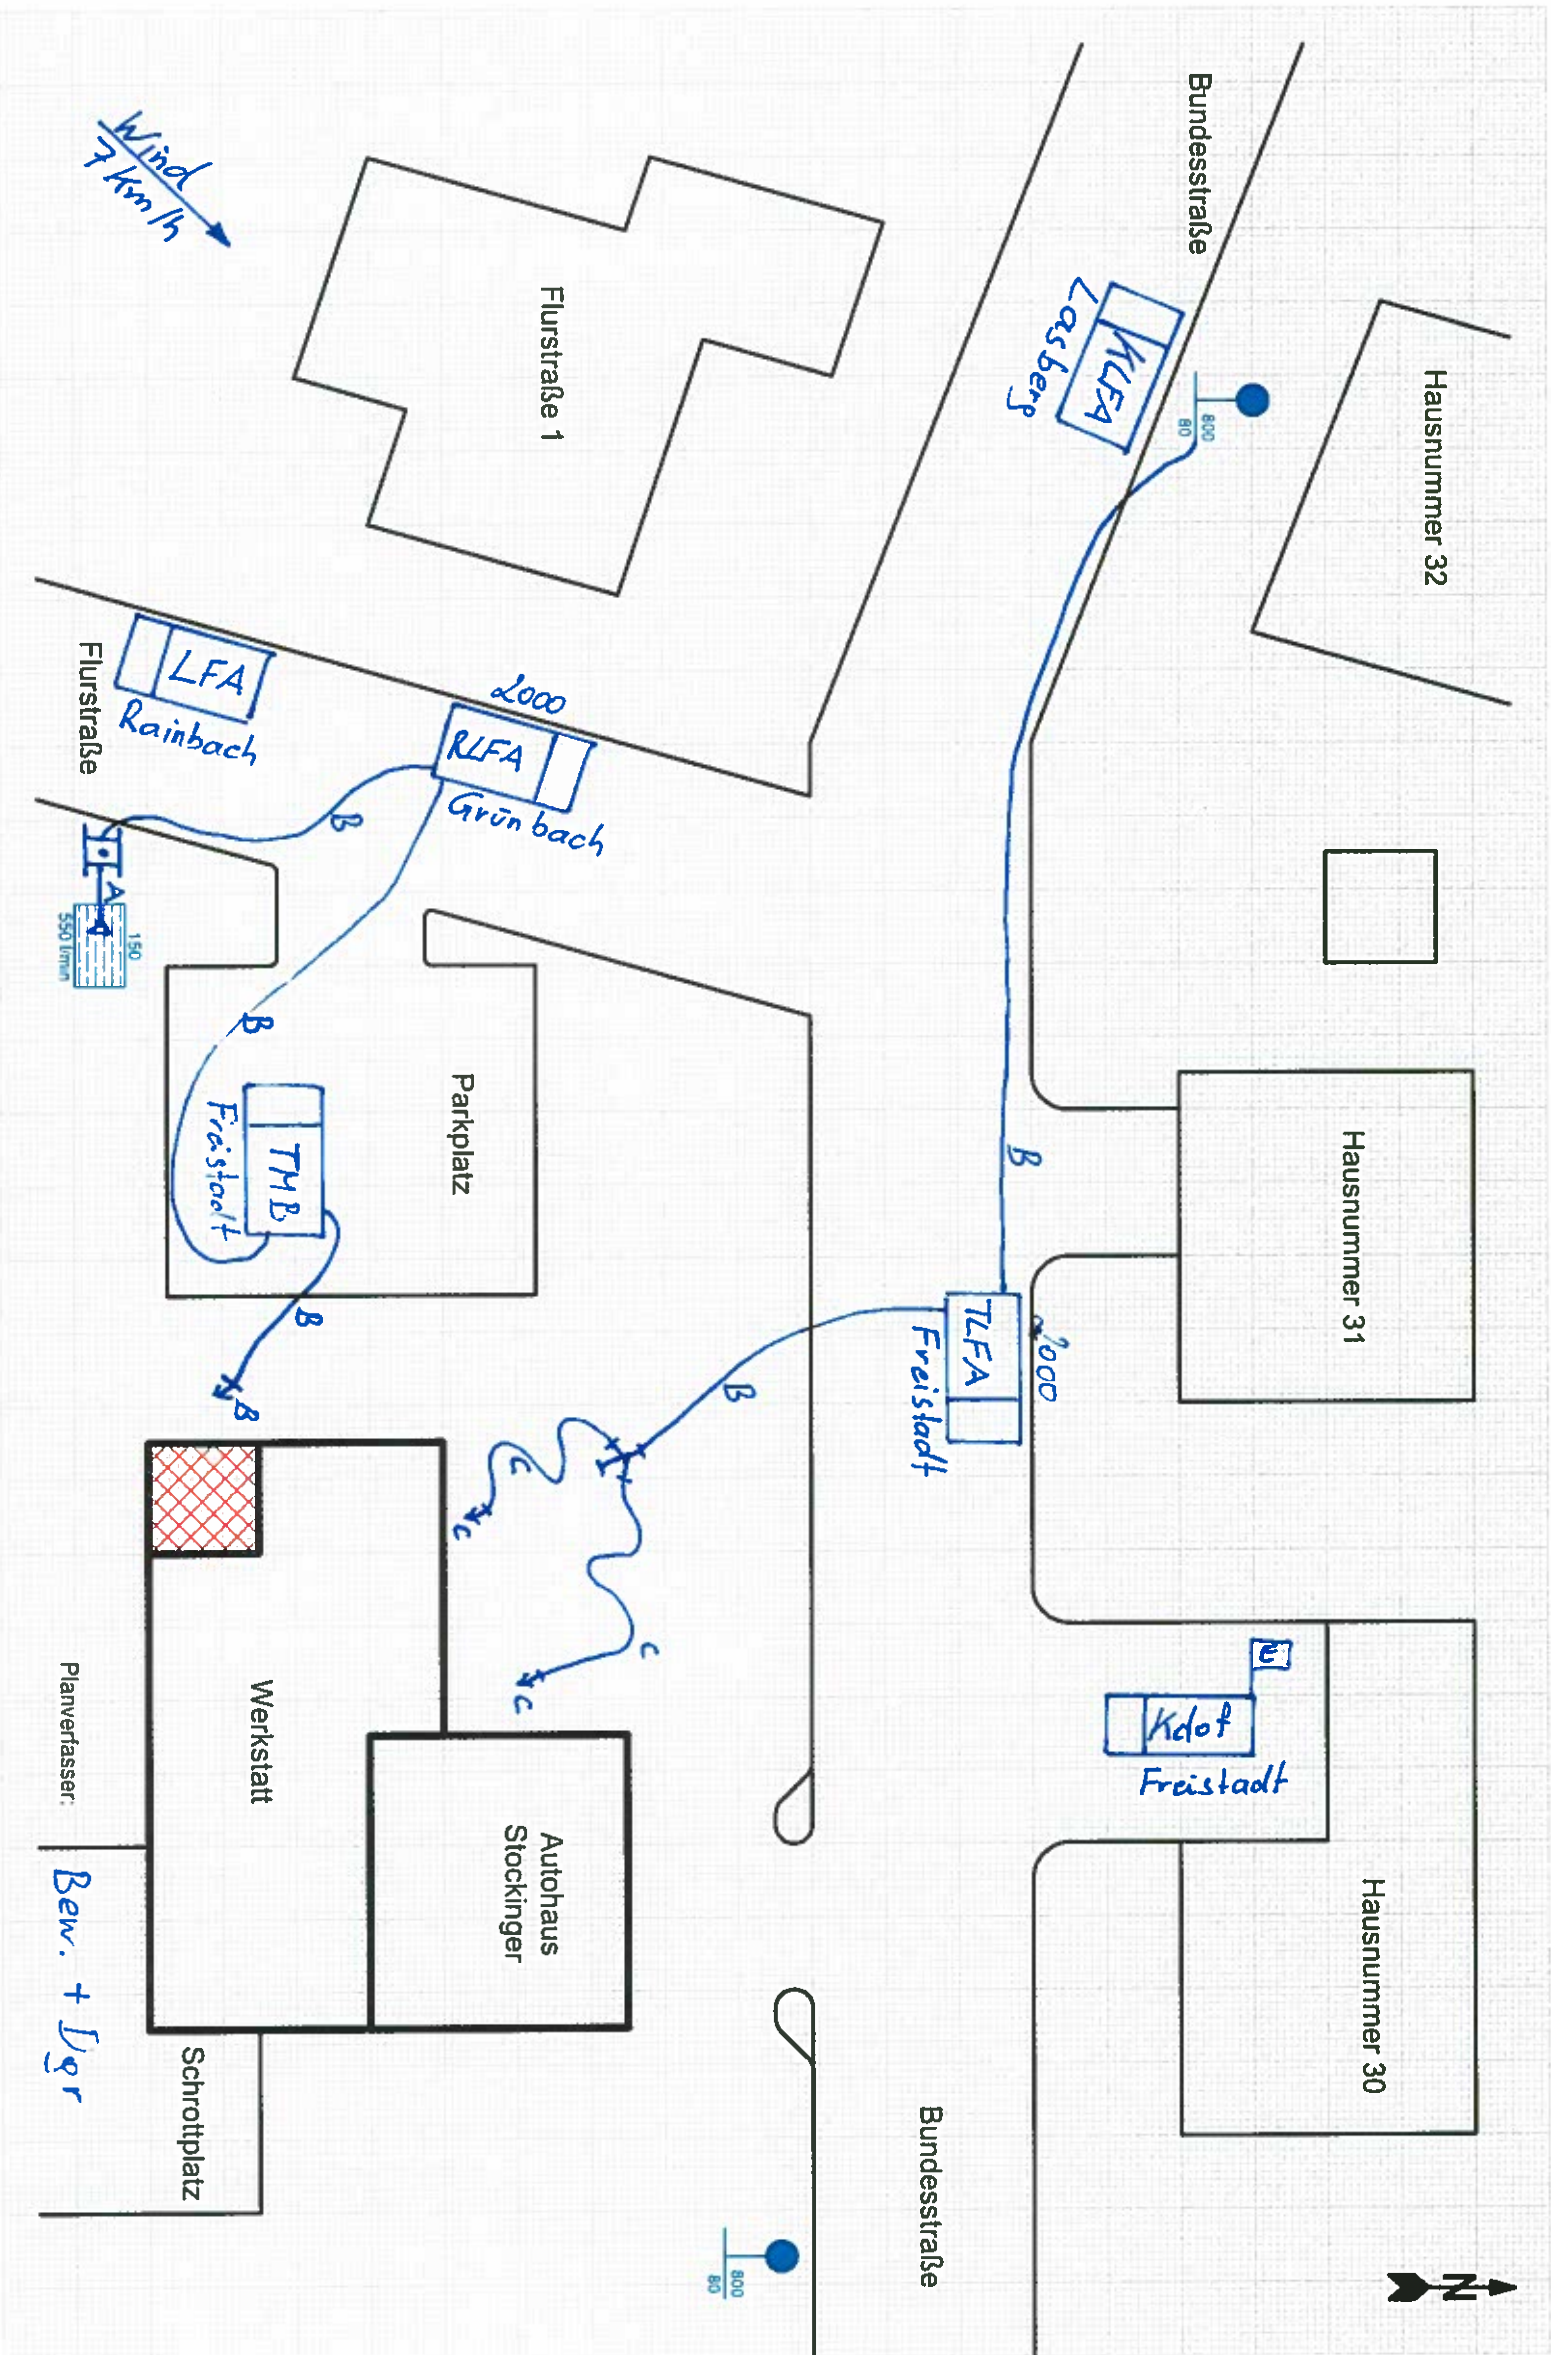 Bundesstraße
Hausnummer 32
Hausnummer 31
Hausnummer 30
800
80
KLFA
Lasberg
Wind
7 Km/h
Flurstraße 1
2000
TLFA
Freistadt
B
B
E
Kdof
Freistadt
Bundesstraße
2000
RLFA
Grünbach
LFA
Rainbach
Flurstraße
B
A
150
550 l/min
Parkplatz
B
TMB
Freistadt
B
B
C
C
C
C
Autohaus
Stockinger
Werkstatt
Schrottplatz
800
80
Planverfasser:
Bew. + Dgr
N